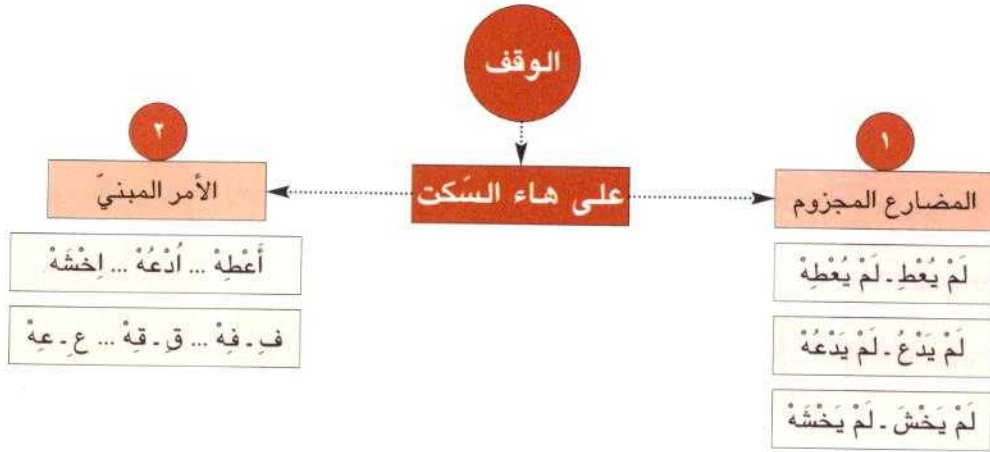 الوقف
على هاء السَكت
١
المضارع المجزوم
لَمْ يُعْطِ ـ لَمْ يُعْطِهْ
لَمْ يَدْعُ ـ لَمْ يَدْعُهْ
لَمْ يَخْشَ ـ لَمْ يَخْشَهْ
٢
الأمر المبنيّ
أَعْطِهْ ... اُدْعُهْ ... اِخْشَهْ
فِ ـ فِهْ ... قِ ـ قِهْ ... عِ ـ عِهْ